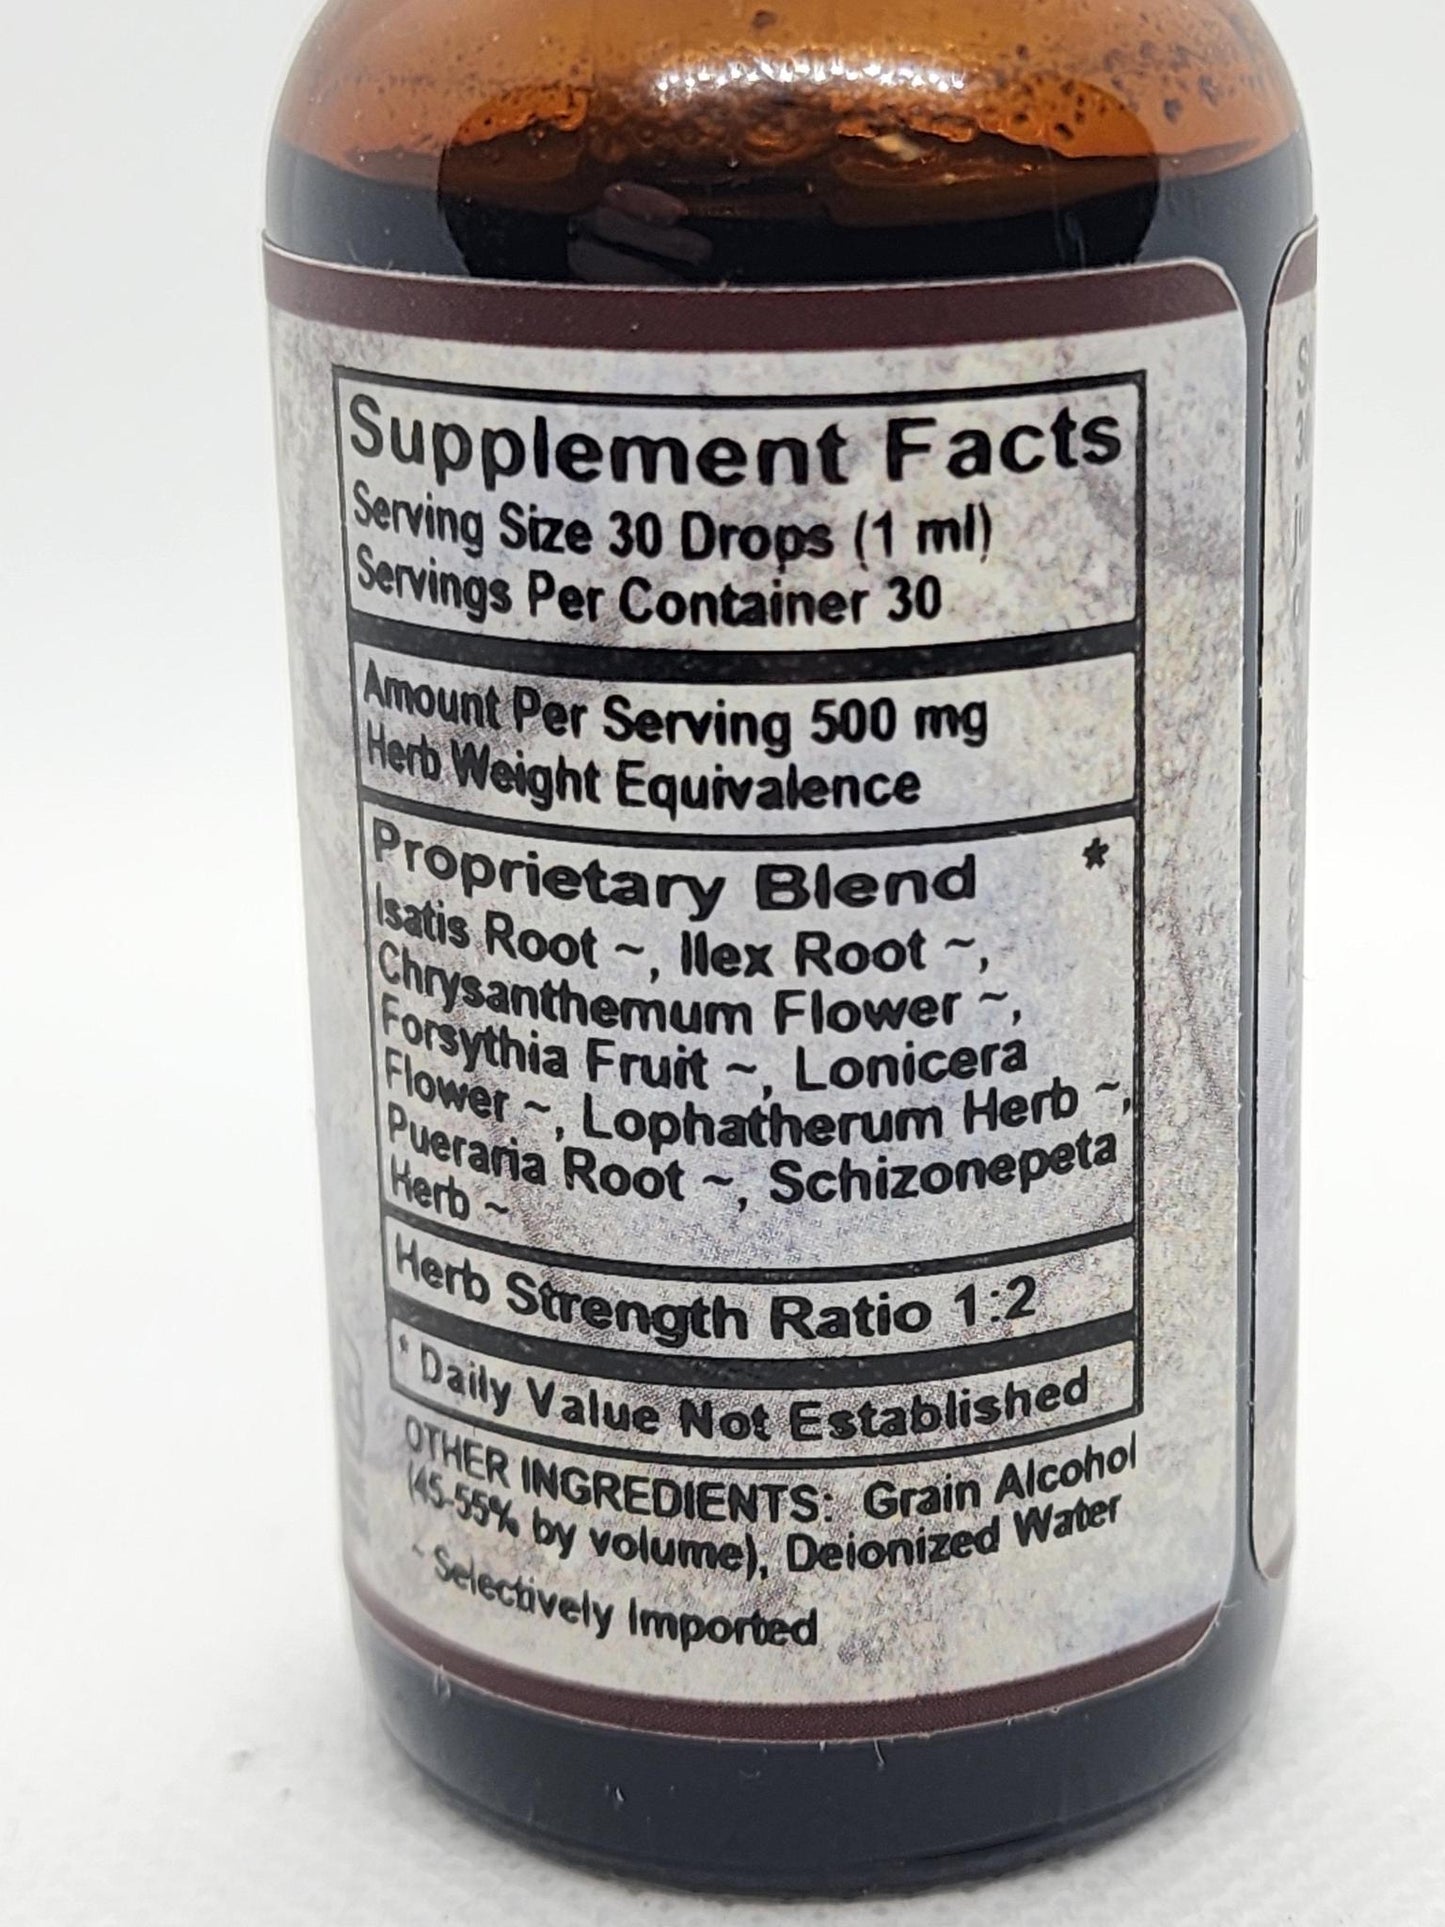 Supplement Facts
Serving Size 30 Drops (1 ml)
Servings Per Container 30
Amount Per Serving 500 mg
Herb Weight Equivalence
Proprietary Blend *
Isatis Root ~, Ilex Root ~,
Chrysanthemum Flower ~,
Forsythia Fruit ~, Lonicera
Flower ~, Lophatherum Herb ~,
Pueraria Root ~, Schizonepeta
Herb ~
Herb Strength Ratio 1:2
* Daily Value Not Established
OTHER INGREDIENTS: Grain Alcohol
(45-55% by volume), Deionized Water
~ Selectively Imported